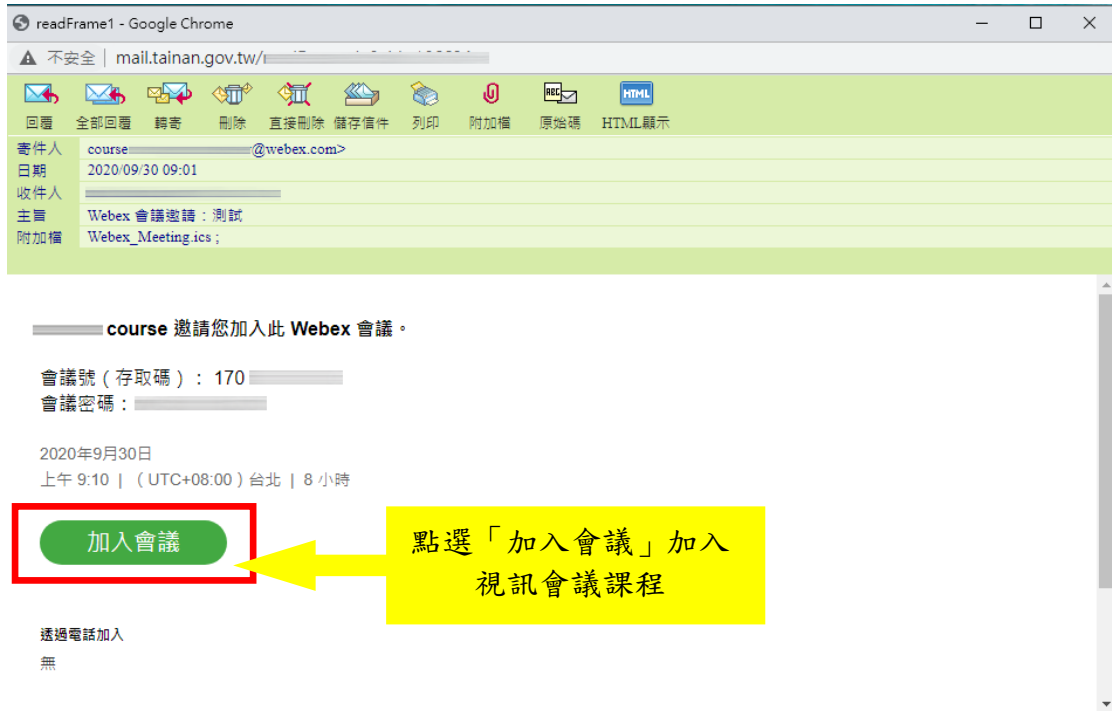 readFrame1 - Google Chrome
不安全 | mail.tainan.gov.tw/
回覆 全部回覆 轉寄 刪除 直接刪除 儲存信件 列印 附加檔 原始碼 HTML顯示
寄件人 course @webex.com>
日期 2020/09/30 09:01
收件人
主旨 Webex 會議邀請：測試
附加檔 Webex_Meeting.ics ;
course 邀請您加入此 Webex 會議。
會議號（存取碼）： 170
會議密碼：
2020年9月30日
上午 9:10 | （UTC+08:00）台北 | 8 小時
加入會議
點選「加入會議」加入
視訊會議課程
透過電話加入
無